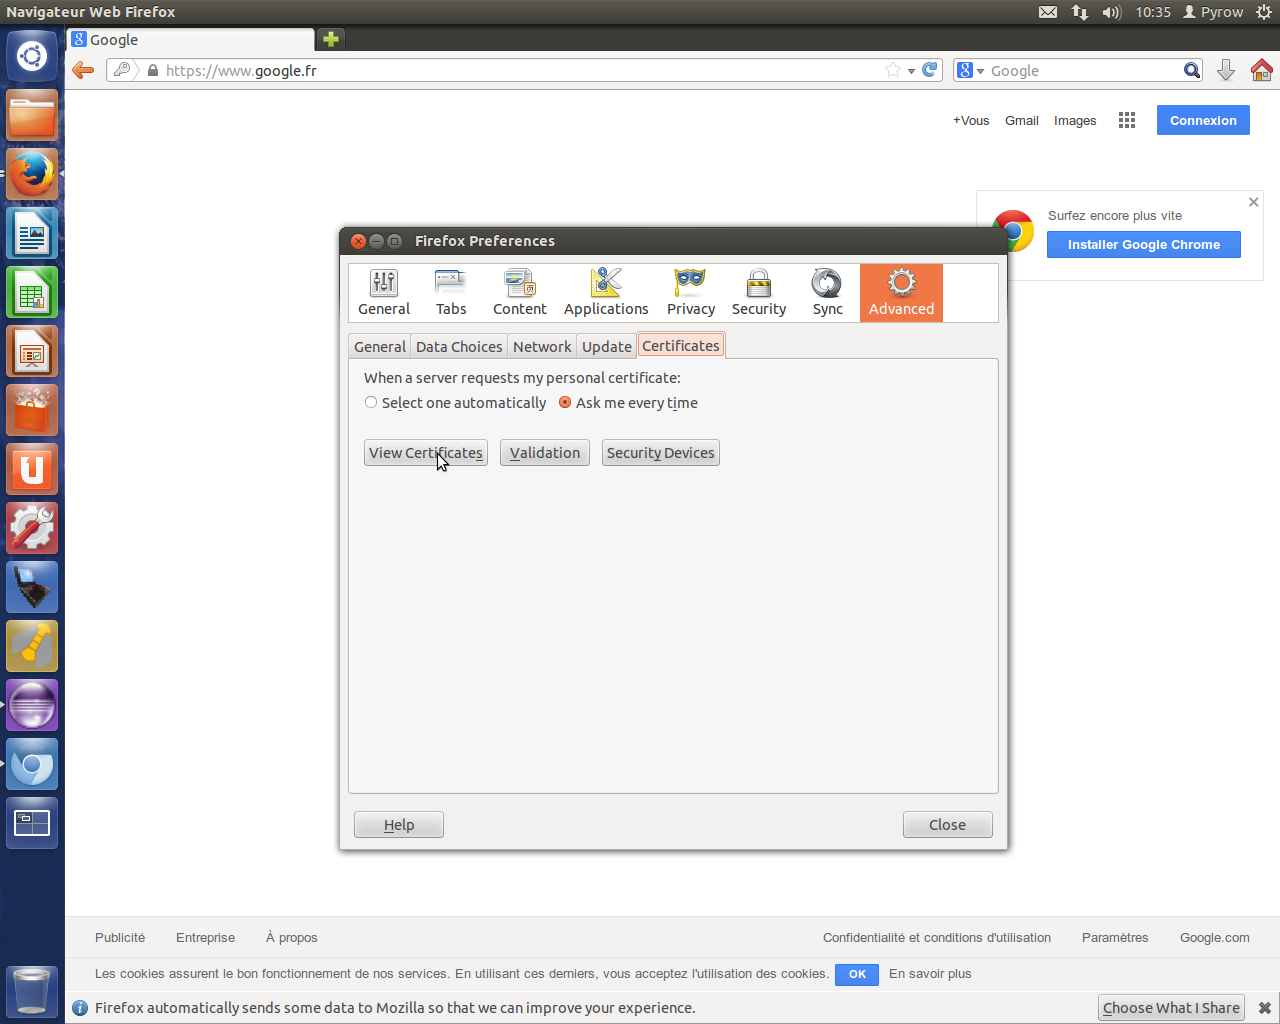 Navigateur Web Firefox
10:35 Pyrow
Google
https://www.google.fr
Google
+Vous Gmail Images Connexion
Surfez encore plus vite
Installer Google Chrome
Firefox Preferences
General Tabs Content Applications Privacy Security Sync Advanced
General Data Choices Network Update Certificates
When a server requests my personal certificate:
Select one automatically Ask me every time
View Certificates Validation Security Devices
Help Close
Publicité Entreprise À propos Confidentialité et conditions d'utilisation Paramètres Google.com
Les cookies assurent le bon fonctionnement de nos services. En utilisant ces derniers, vous acceptez l'utilisation des cookies. OK En savoir plus
Firefox automatically sends some data to Mozilla so that we can improve your experience. Choose What I Share